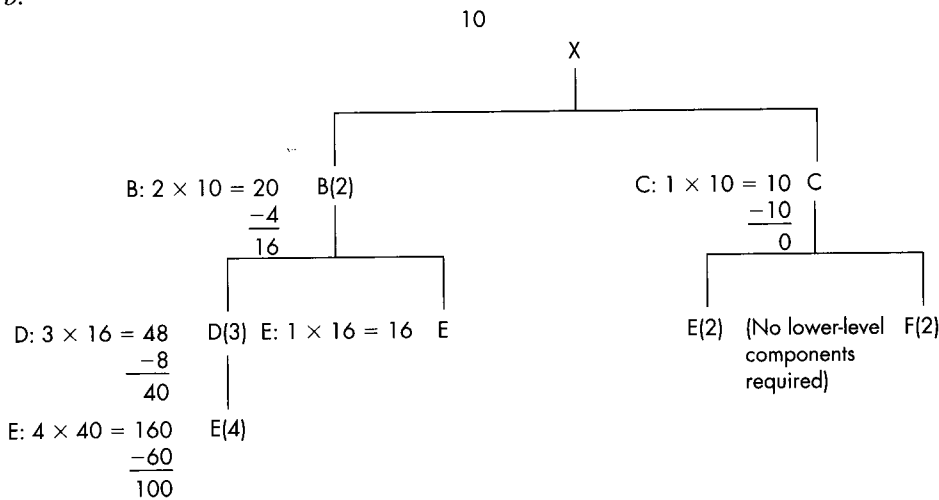 b.
10
X
B: 2 × 10 = 20 B(2)
−4
16
C: 1 × 10 = 10 C
−10
0
D: 3 × 16 = 48 D(3) E: 1 × 16 = 16 E
−8
40
E(2) (No lower-level F(2)
components
required)
E: 4 × 40 = 160 E(4)
−60
100